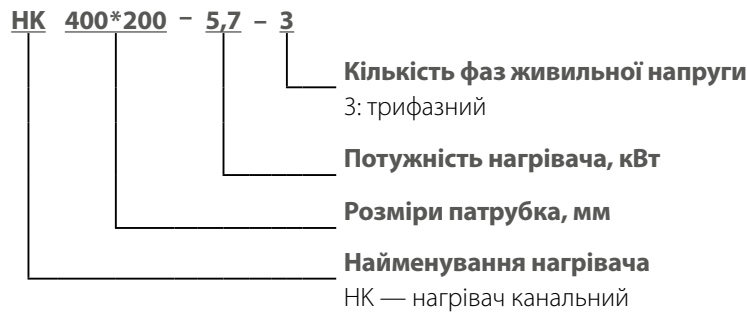 НК 400*200 – 5,7 – 3
Кількість фаз живильної напруги
3: трифазний
Потужність нагрівача, кВт
Розміри патрубка, мм
Найменування нагрівача
НК — нагрівач канальний